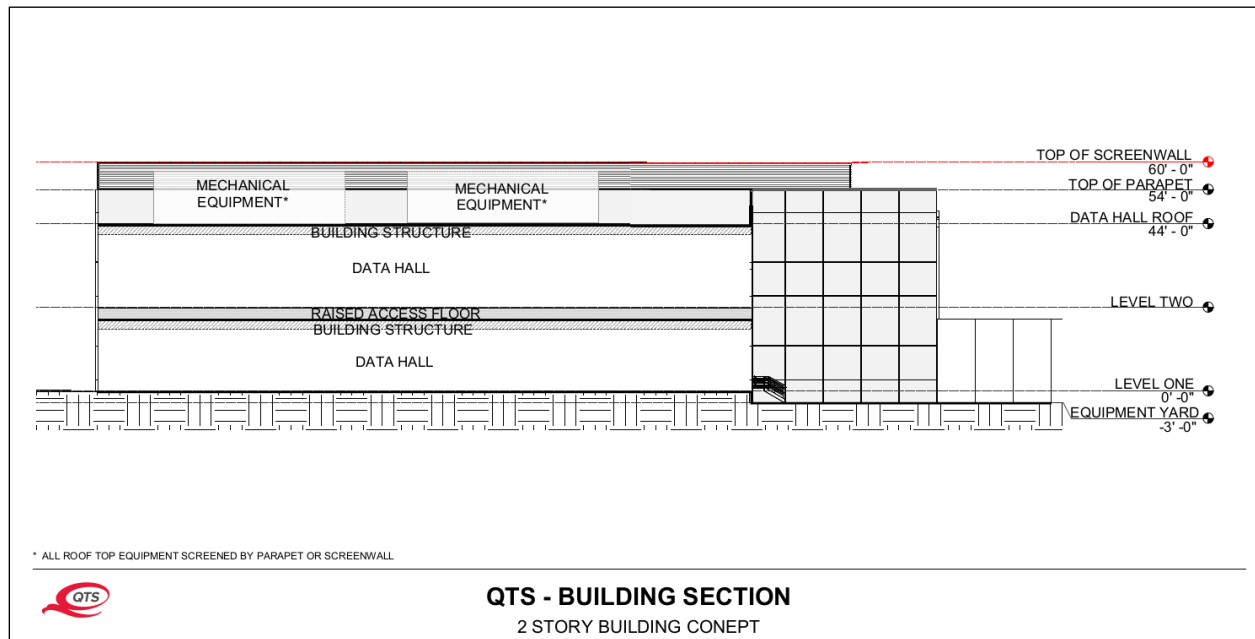 TOP OF SCREENWALL
60' - 0"
TOP OF PARAPET
54' - 0"
DATA HALL ROOF
44' - 0"
MECHANICAL
EQUIPMENT*
MECHANICAL
EQUIPMENT*
BUILDING STRUCTURE
DATA HALL
LEVEL TWO
RAISED ACCESS FLOOR
BUILDING STRUCTURE
DATA HALL
LEVEL ONE
0' -0"
EQUIPMENT YARD
-3' -0"
* ALL ROOF TOP EQUIPMENT SCREENED BY PARAPET OR SCREENWALL
QTS
QTS - BUILDING SECTION
2 STORY BUILDING CONEPT